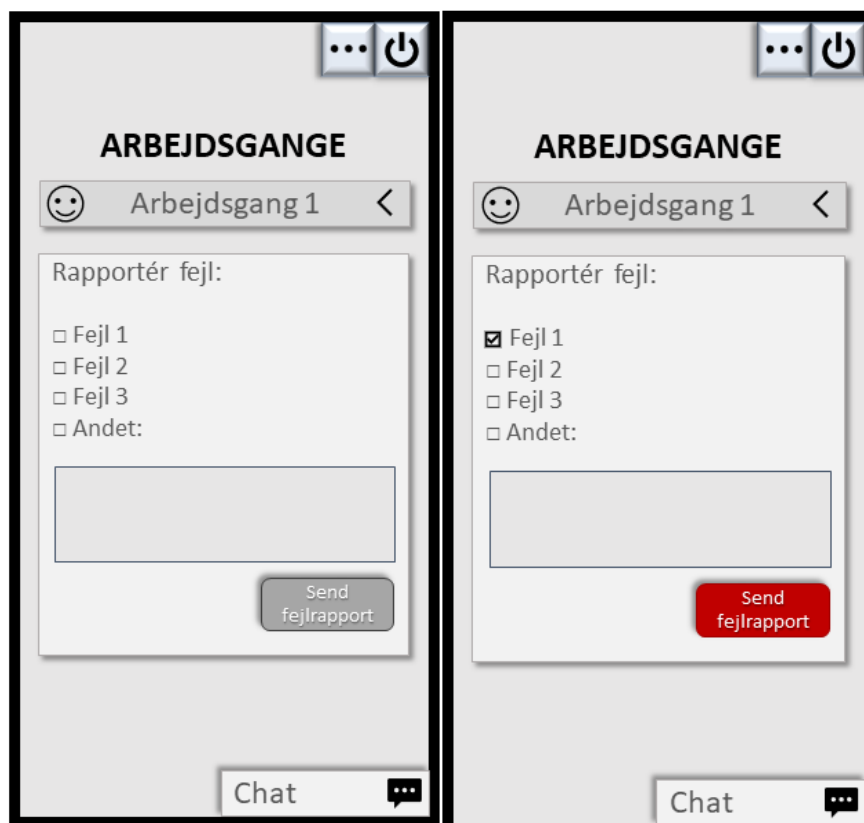 ARBEJDSGANGE
Arbejdsgang 1
Rapportér fejl:
Fejl 1
Fejl 2
Fejl 3
Andet:
Send
fejlrapport
Chat
ARBEJDSGANGE
Arbejdsgang 1
Rapportér fejl:
Fejl 1
Fejl 2
Fejl 3
Andet:
Send
fejlrapport
Chat